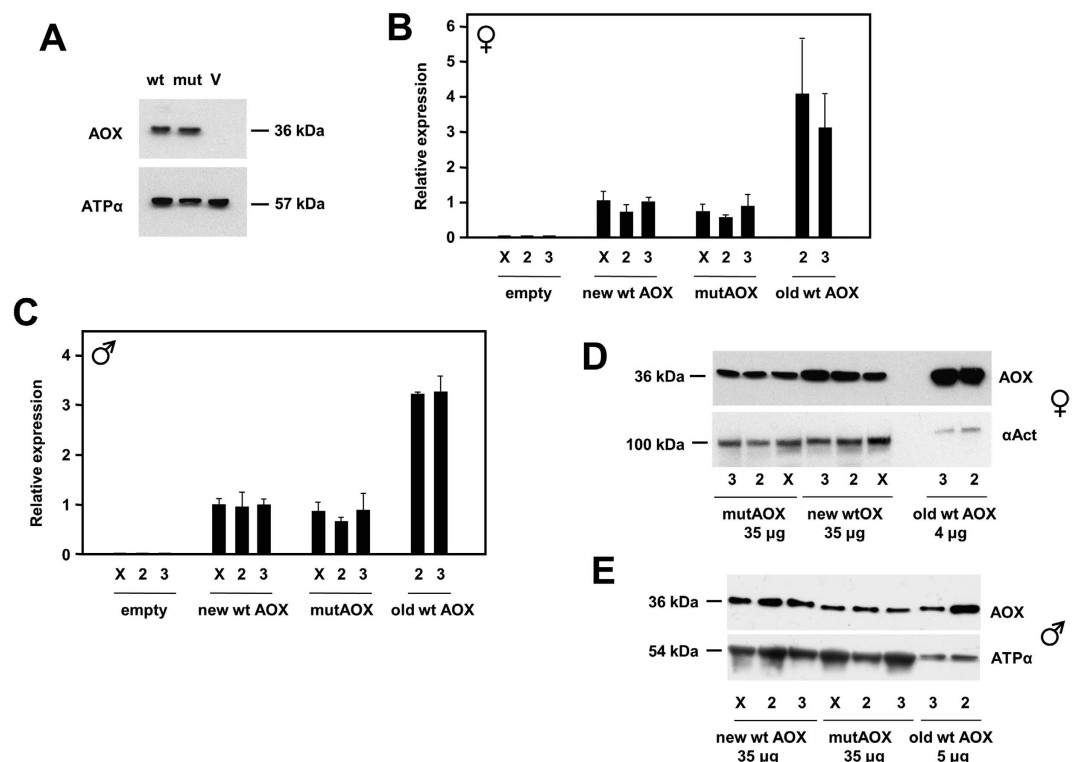 A
wt mut V
AOX
36 kDa
ATPα
57 kDa
B
♀
Relative expression
6
5
4
3
2
1
0
X 2 3 X 2 3 X 2 3 2 3
empty new wt AOX mutAOX old wt AOX
C
♂
Relative expression
4
3
2
1
0
X 2 3 X 2 3 X 2 3 2 3
empty new wt AOX mutAOX old wt AOX
D
36 kDa
AOX
♀
100 kDa
αAct
3 2 X 3 2 X 3 2
mutAOX new wtOX old wt AOX
35 µg 35 µg 4 µg
E
36 kDa
AOX
♂
54 kDa
ATPα
X 2 3 X 2 3 3 2
new wt AOX mutAOX old wt AOX
35 µg 35 µg 5 µg